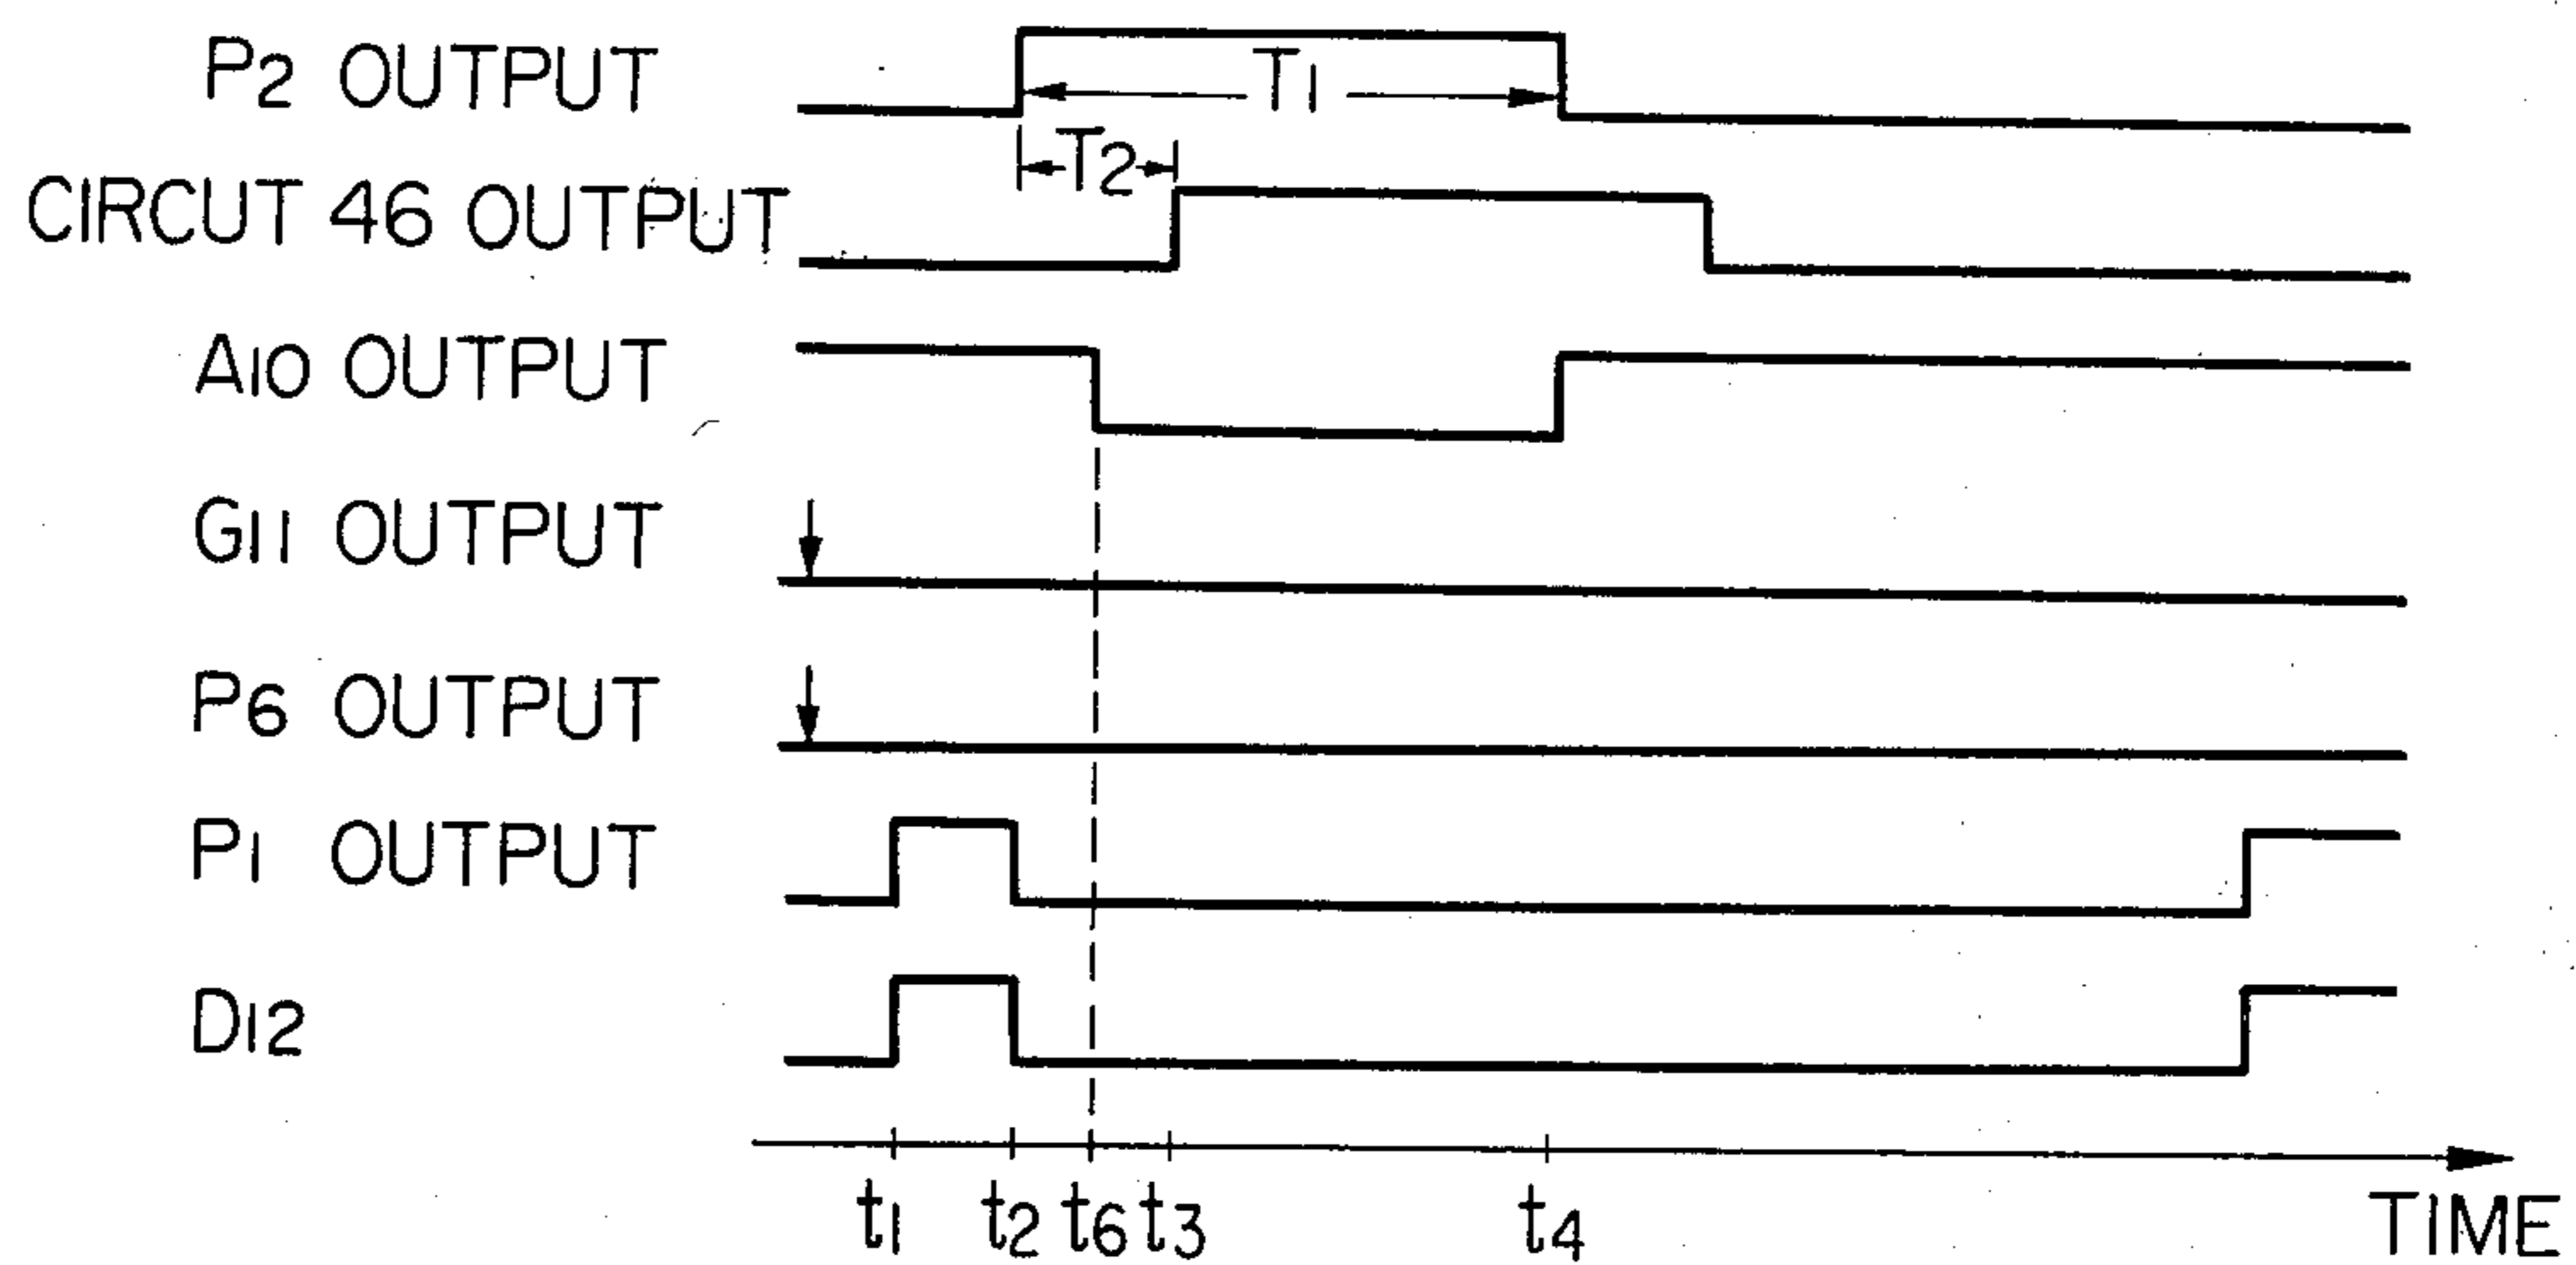 P2 OUTPUT
T1
T2
CIRCUT 46 OUTPUT
A10 OUTPUT
G11 OUTPUT
P6 OUTPUT
P1 OUTPUT
D12
t1 t2 t6 t3 t4
TIME